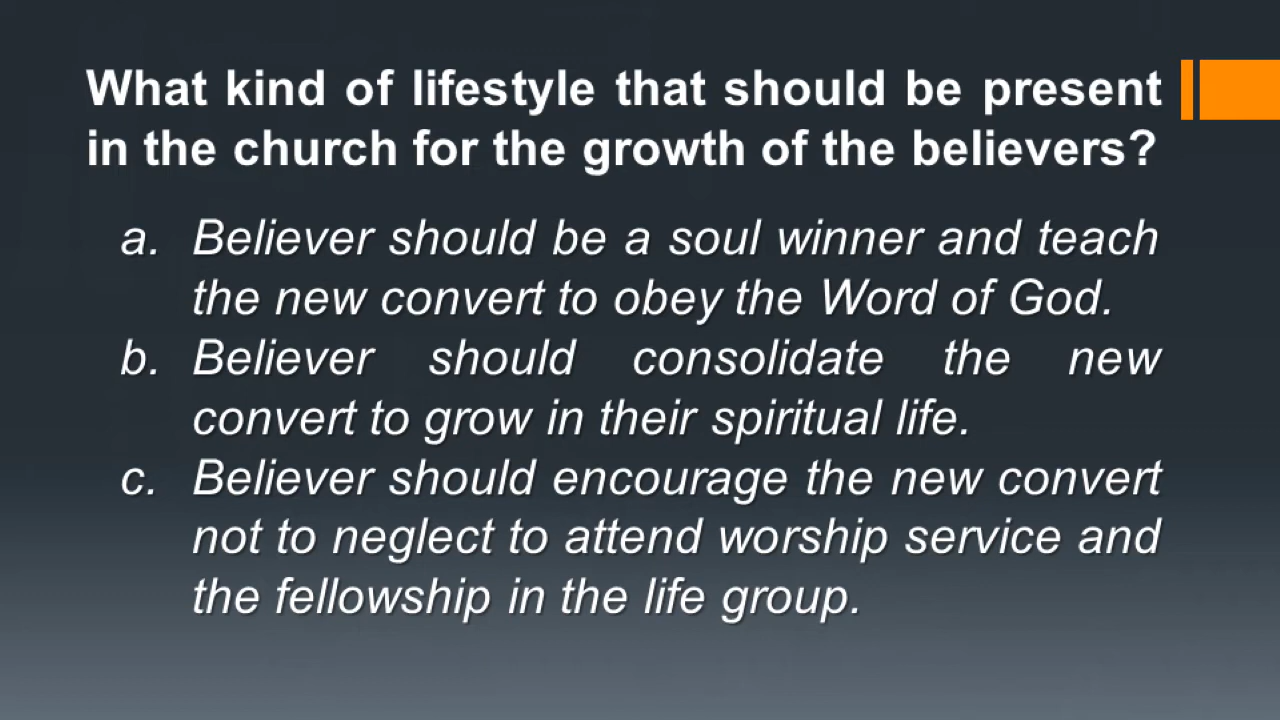 What kind of lifestyle that should be present
in the church for the growth of the believers?
a. Believer should be a soul winner and teach
the new convert to obey the Word of God.
b. Believer should consolidate the new
convert to grow in their spiritual life.
c. Believer should encourage the new convert
not to neglect to attend worship service and
the fellowship in the life group.